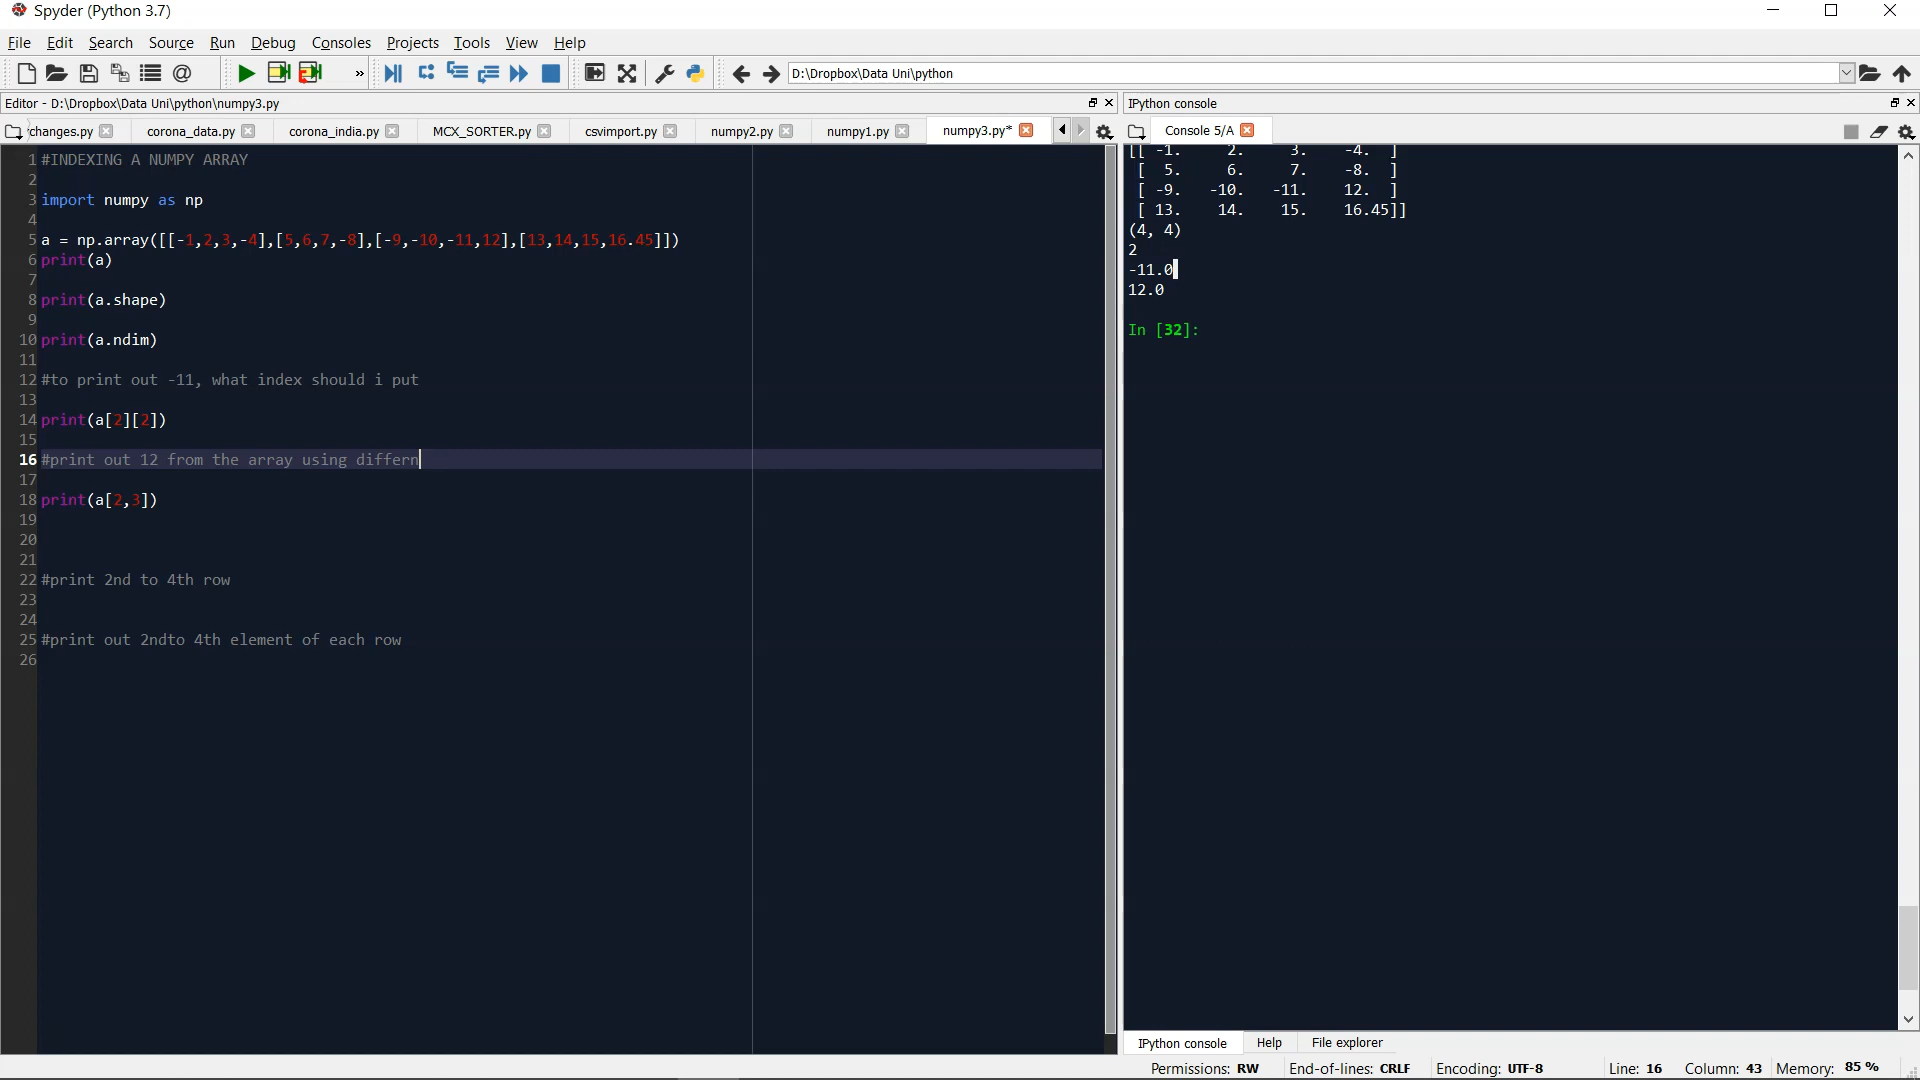 Spyder (Python 3.7)
File Edit Search Source Run Debug Consoles Projects Tools View Help
D:\Dropbox\Data Uni\python
Editor - D:\Dropbox\Data Uni\python\numpy3.py
changes.py corona_data.py corona_india.py MCX_SORTER.py csvimport.py numpy2.py numpy1.py numpy3.py*
1 #INDEXING A NUMPY ARRAY
2
3 import numpy as np
4
5 a = np.array([[-1,2,3,-4],[5,6,7,-8],[-9,-10,-11,12],[13,14,15,16.45]])
6 print(a)
7
8 print(a.shape)
9
10 print(a.ndim)
11
12 #to print out -11, what index should i put
13
14 print(a[2][2])
15
16 #print out 12 from the array using differn
17
18 print(a[2,3])
19
20
21
22 #print 2nd to 4th row
23
24
25 #print out 2ndto 4th element of each row
26
IPython console
Console 5/A
[[ -1. 2. 3. -4. ]
[ 5. 6. 7. -8. ]
[ -9. -10. -11. 12. ]
[ 13. 14. 15. 16.45]]
(4, 4)
2
-11.0
12.0
In [32]:
IPython console Help File explorer
Permissions: RW End-of-lines: CRLF Encoding: UTF-8 Line: 16 Column: 43 Memory: 85 %